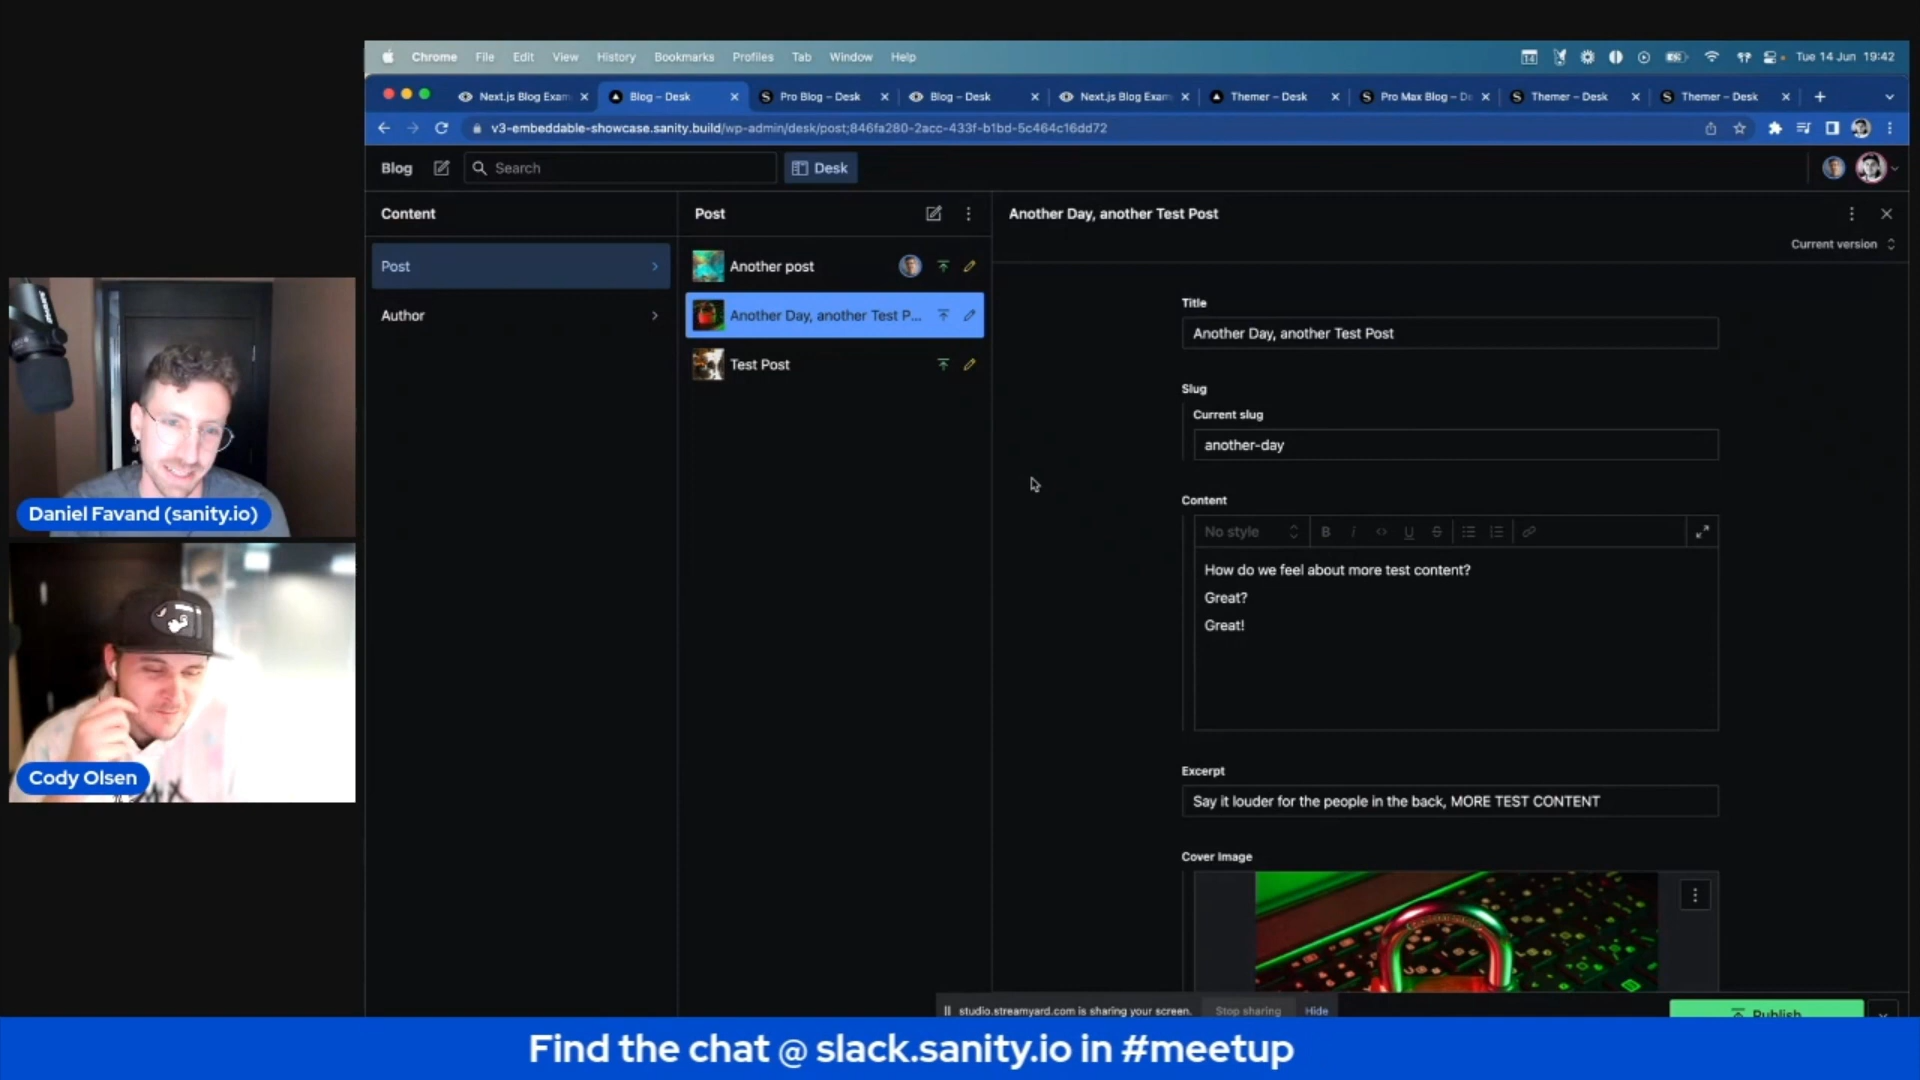 Chrome File Edit View History Bookmarks Profiles Tab Window Help
14
Tue 14 Jun 19:42
Next.js Blog Exam
Blog – Desk
Pro Blog – Desk
Blog – Desk
Next.js Blog Exam
Themer – Desk
Pro Max Blog – De
Themer – Desk
Themer – Desk
v3-embeddable-showcase.sanity.build/wp-admin/desk/post;846fa280-2acc-433f-b1bd-5c464c16dd72
Blog
Search
Desk
Content
Post
Author
Post
Another post
Another Day, another Test P...
Test Post
Another Day, another Test Post
Current version
Title
Another Day, another Test Post
Slug
Current slug
another-day
Content
No style
How do we feel about more test content?
Great?
Great!
Excerpt
Say it louder for the people in the back, MORE TEST CONTENT
Cover Image
studio.streamyard.com is sharing your screen.
Stop sharing
Hide
Publish
Daniel Favand (sanity.io)
Cody Olsen
Find the chat @ slack.sanity.io in #meetup